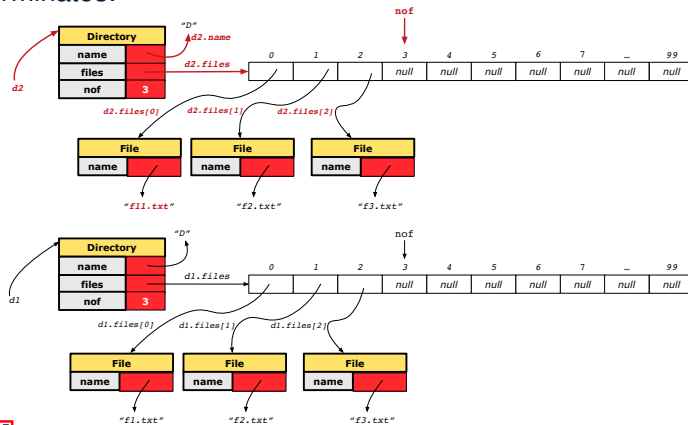 rminates.
nof
"D"
Directory
d2.name
name
0 1 2 3 4 5 6 7 … 99
files
d2.files
null null null null null null null
d2
nof 3
d2.files[0] d2.files[1] d2.files[2]
File File File
name name name
"f11.txt" "f2.txt" "f3.txt"
"D"
nof
Directory
name
0 1 2 3 4 5 6 7 … 99
files
d1.files
null null null null null null null
d1
nof 3
d1.files[0] d1.files[1] d1.files[2]
File File File
name name name
"f1.txt" "f2.txt" "f3.txt"